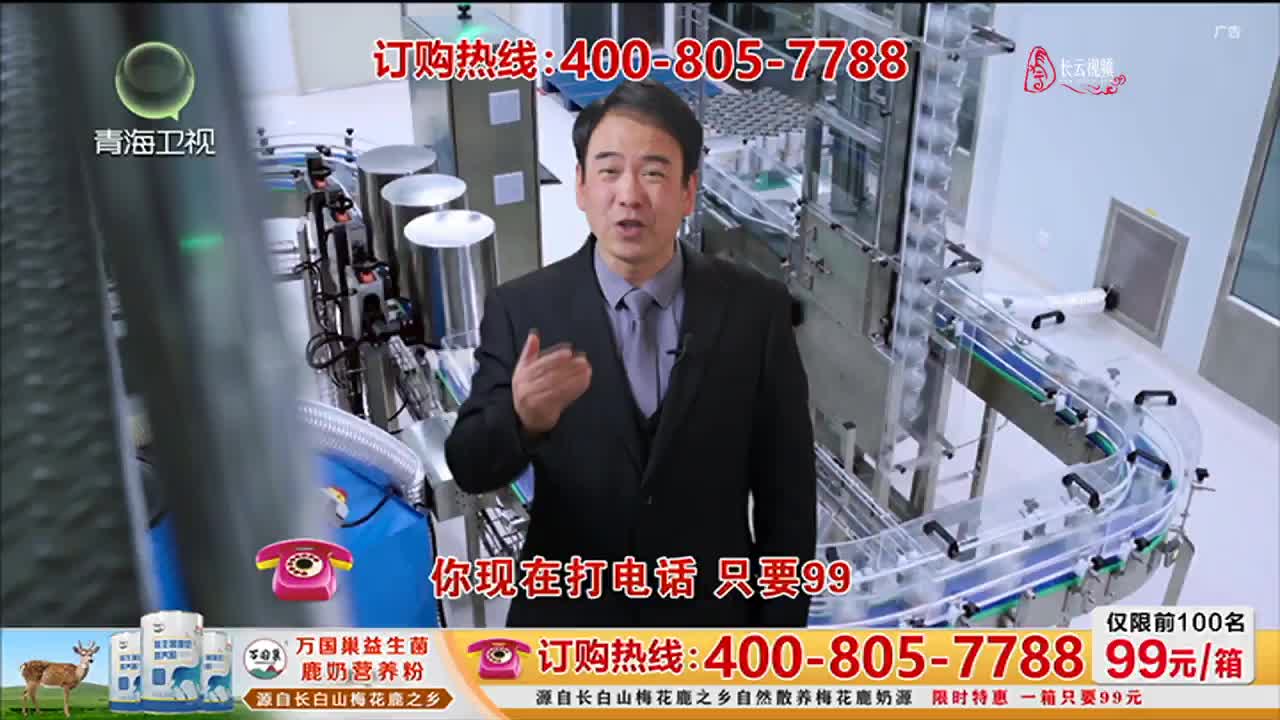 广告
订购热线:400-805-7788
长云视频
青海卫视
你现在打电话 只要99
万国巢益生菌
鹿奶营养粉
源自长白山梅花鹿之乡
万国巢
订购热线:400-805-7788
仅限前100名
99元/箱
源自长白山梅花鹿之乡自然散养梅花鹿奶源 限时特惠 一箱只要99元